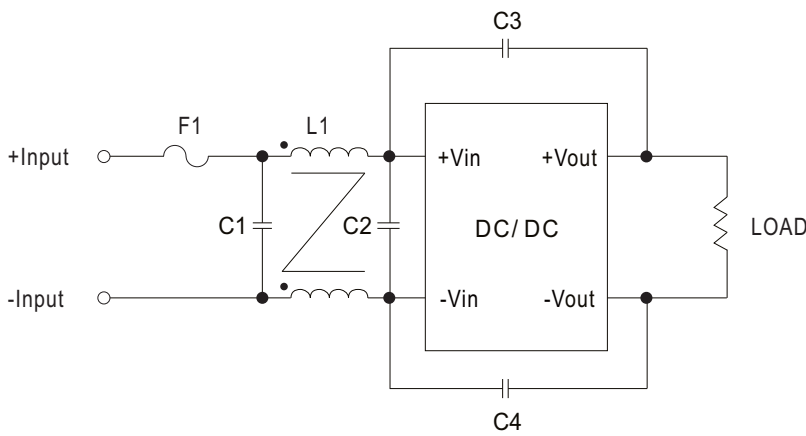 C3
F1
L1
+Input
+Vin
+Vout
C1
C2
DC/DC
LOAD
-Input
-Vin
-Vout
C4